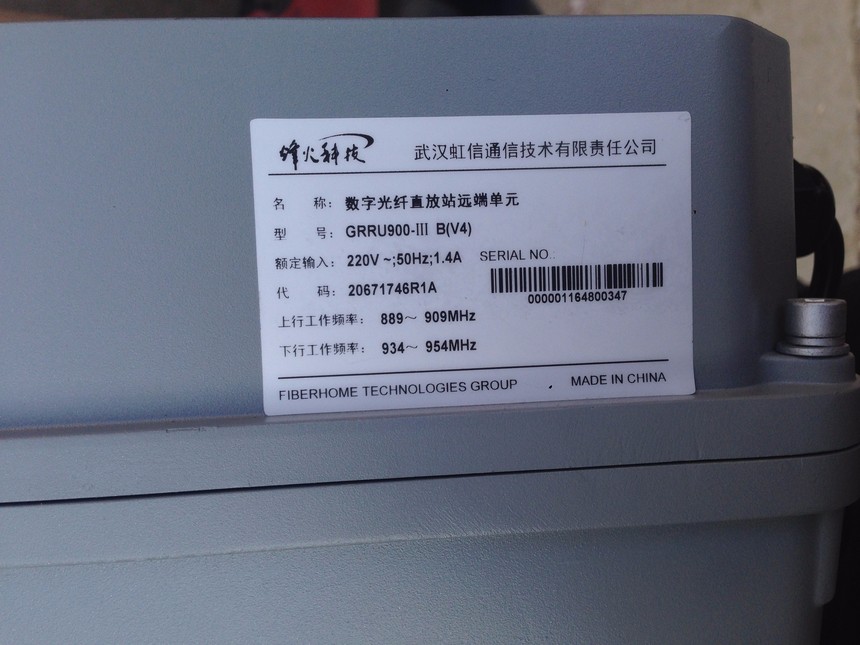 烽火科技 武汉虹信通信技术有限责任公司
名 称: 数字光纤直放站远端单元
型 号: GRRU900-III B(V4)
额定输入: 220V ~;50Hz;1.4A SERIAL NO..
代 码: 20671746R1A
000001164800347
上行工作频率: 889~ 909MHz
下行工作频率: 934~ 954MHz
FIBERHOME TECHNOLOGIES GROUP MADE IN CHINA